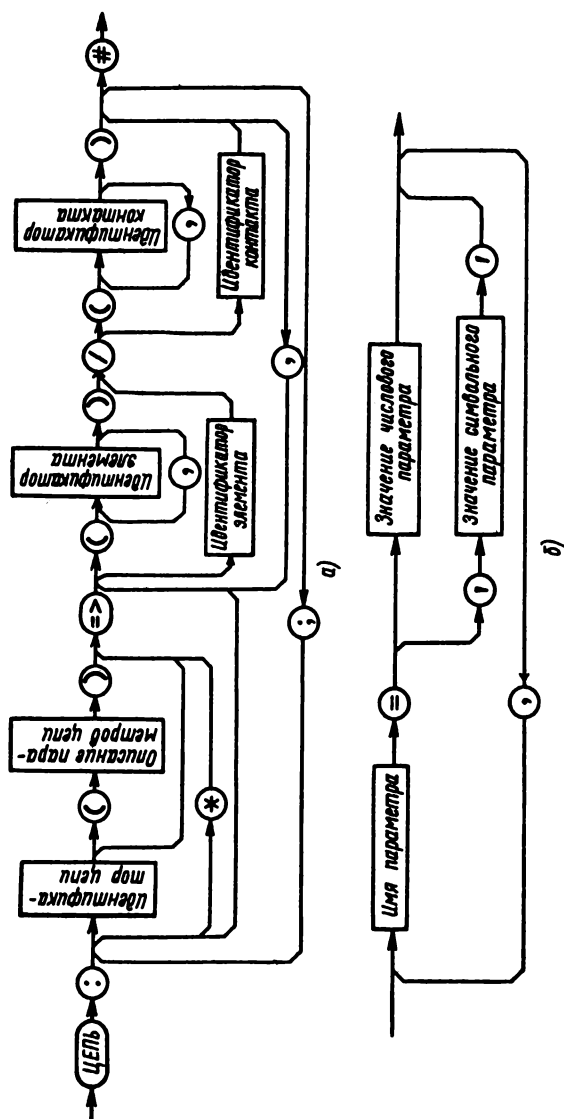 ЦЕПЬ
:
Идентифика-
тор цепи
(
Описание пара-
метров цепи
)
*
=<
(
Идентификатор
элемента
,
)
Идентификатор
элемента
/
(
Идентификатор
контакта
,
)
Идентификатор
контакта
#
,
;
а)
Имя параметра
=
Значение числового
параметра
'
Значение символьного
параметра
'
,
б)